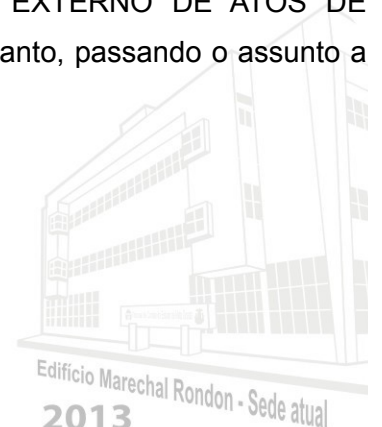 EXTERNO DE ATOS DE
anto, passando o assunto a
Edifício Marechal Rondon - Sede atual
2013